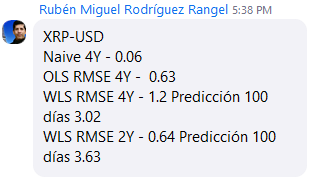 Rubén Miguel Rodríguez Rangel 5:38 PM
XRP-USD
Naive 4Y - 0.06
OLS RMSE 4Y -  0.63
WLS RMSE 4Y - 1.2 Predicción 100
días 3.02
WLS RMSE 2Y - 0.64 Predicción 100
días 3.63